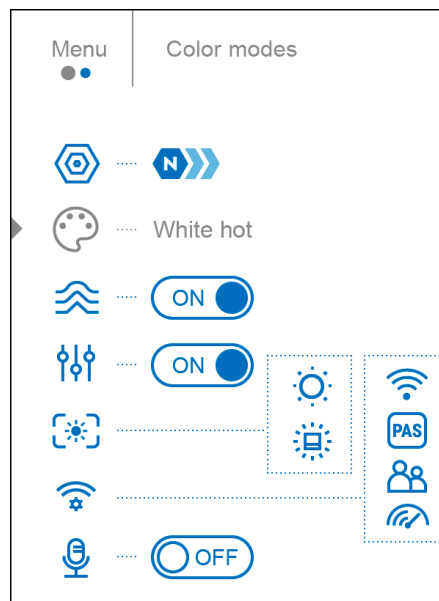 Menu
Color modes
N
White hot
ON
ON
PAS
OFF